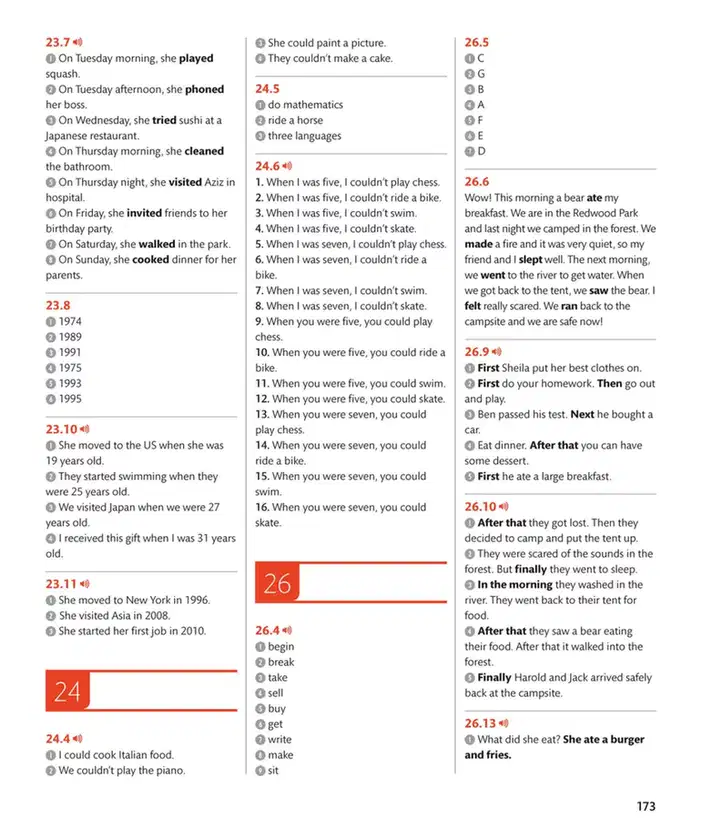 23.7
1 On Tuesday morning, she played
squash.
2 On Tuesday afternoon, she phoned
her boss.
3 On Wednesday, she tried sushi at a
Japanese restaurant.
4 On Thursday morning, she cleaned
the bathroom.
5 On Thursday night, she visited Aziz in
hospital.
6 On Friday, she invited friends to her
birthday party.
7 On Saturday, she walked in the park.
8 On Sunday, she cooked dinner for her
parents.
23.8
1 1974
2 1989
3 1991
4 1975
5 1993
6 1995
23.10
1 She moved to the US when she was
19 years old.
2 They started swimming when they
were 25 years old.
3 We visited Japan when we were 27
years old.
4 I received this gift when I was 31 years
old.
23.11
1 She moved to New York in 1996.
2 She visited Asia in 2008.
3 She started her first job in 2010.
24
24.4
1 I could cook Italian food.
2 We couldn't play the piano.
3 She could paint a picture.
4 They couldn't make a cake.
24.5
1 do mathematics
2 ride a horse
3 three languages
24.6
1. When I was five, I couldn't play chess.
2. When I was five, I couldn't ride a bike.
3. When I was five, I couldn't swim.
4. When I was five, I couldn't skate.
5. When I was seven, I couldn't play chess.
6. When I was seven, I couldn't ride a
bike.
7. When I was seven, I couldn't swim.
8. When I was seven, I couldn't skate.
9. When you were five, you could play
chess.
10. When you were five, you could ride a
bike.
11. When you were five, you could swim.
12. When you were five, you could skate.
13. When you were seven, you could
play chess.
14. When you were seven, you could
ride a bike.
15. When you were seven, you could
swim.
16. When you were seven, you could
skate.
26
26.4
1 begin
2 break
3 take
4 sell
5 buy
6 get
7 write
8 make
9 sit
26.5
1 C
2 G
3 B
4 A
5 F
6 E
7 D
26.6
Wow! This morning a bear ate my
breakfast. We are in the Redwood Park
and last night we camped in the forest. We
made a fire and it was very quiet, so my
friend and I slept well. The next morning,
we went to the river to get water. When
we got back to the tent, we saw the bear. I
felt really scared. We ran back to the
campsite and we are safe now!
26.9
1 First Sheila put her best clothes on.
2 First do your homework. Then go out
and play.
3 Ben passed his test. Next he bought a
car.
4 Eat dinner. After that you can have
some dessert.
5 First he ate a large breakfast.
26.10
1 After that they got lost. Then they
decided to camp and put the tent up.
2 They were scared of the sounds in the
forest. But finally they went to sleep.
3 In the morning they washed in the
river. They went back to their tent for
food.
4 After that they saw a bear eating
their food. After that it walked into the
forest.
5 Finally Harold and Jack arrived safely
back at the campsite.
26.13
1 What did she eat? She ate a burger
and fries.
173